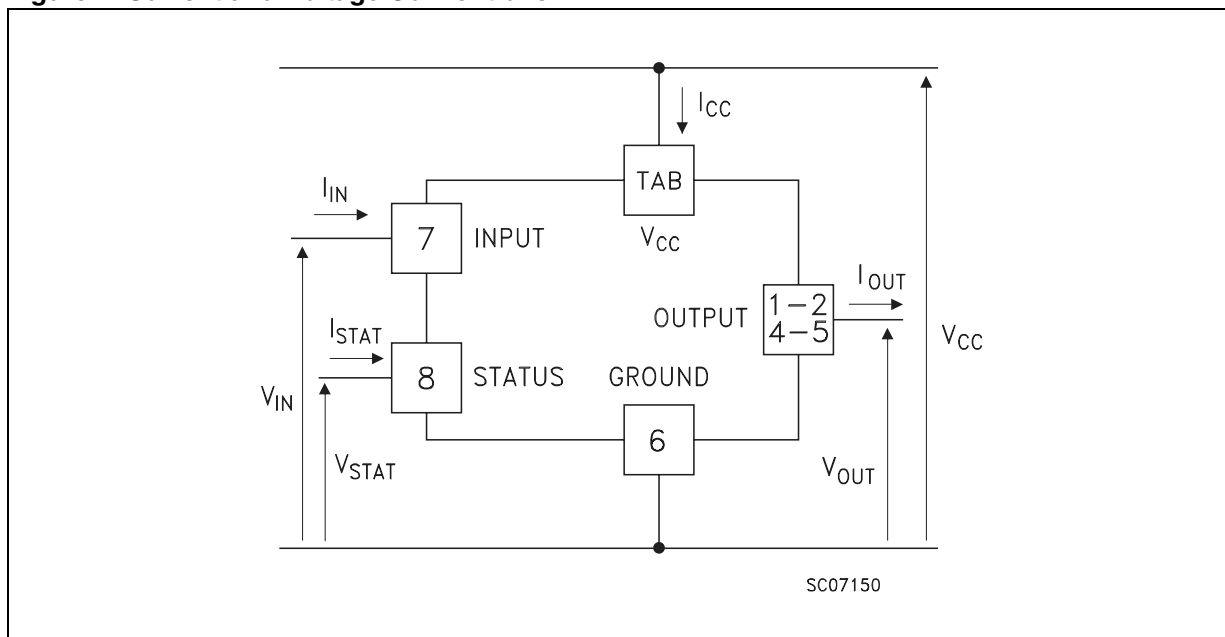 I_CC
TAB
V_CC
I_IN
7 INPUT
I_OUT
1–2
4–5
OUTPUT
V_CC
I_STAT
8 STATUS
GROUND
6
V_IN
V_STAT
V_OUT
SC07150